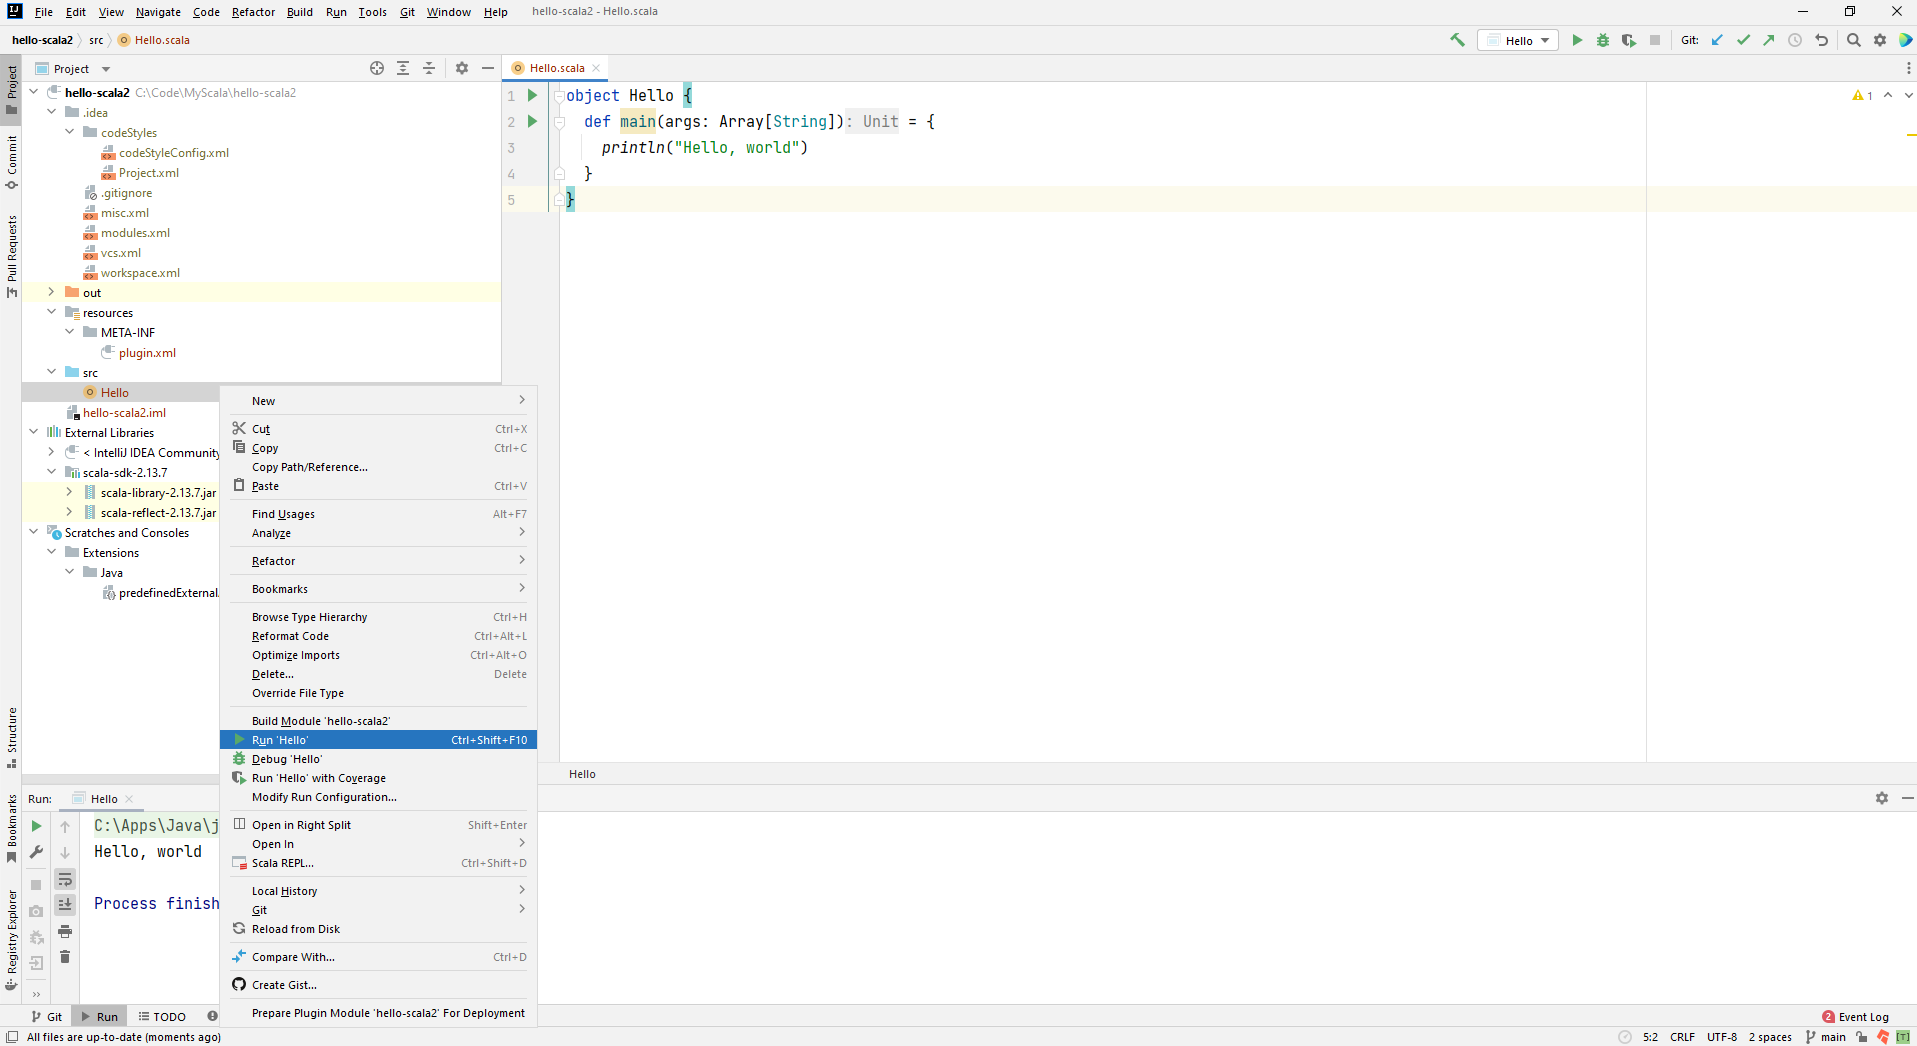 File Edit View Navigate Code Refactor Build Run Tools Git Window Help hello-scala2 - Hello.scala
hello-scala2 src Hello.scala
Hello
Git:
Project
Commit
Pull Requests
Structure
Bookmarks
Registry Explorer
Project
hello-scala2 C:\Code\MyScala\hello-scala2
.idea
codeStyles
codeStyleConfig.xml
Project.xml
.gitignore
misc.xml
modules.xml
vcs.xml
workspace.xml
out
resources
META-INF
plugin.xml
src
Hello
hello-scala2.iml
External Libraries
< IntelliJ IDEA Community
scala-sdk-2.13.7
scala-library-2.13.7.jar
scala-reflect-2.13.7.jar
Scratches and Consoles
Extensions
Java
predefinedExternal
Hello.scala
1 object Hello {
2 def main(args: Array[String]): Unit = {
3 println("Hello, world")
4 }
5 }
1
Hello
New
Cut Ctrl+X
Copy Ctrl+C
Copy Path/Reference...
Paste Ctrl+V
Find Usages Alt+F7
Analyze
Refactor
Bookmarks
Browse Type Hierarchy Ctrl+H
Reformat Code Ctrl+Alt+L
Optimize Imports Ctrl+Alt+O
Delete... Delete
Override File Type
Build Module 'hello-scala2'
Run 'Hello' Ctrl+Shift+F10
Debug 'Hello'
Run 'Hello' with Coverage
Modify Run Configuration...
Open in Right Split Shift+Enter
Open In
Scala REPL... Ctrl+Shift+D
Local History
Git
Reload from Disk
Compare With... Ctrl+D
Create Gist...
Prepare Plugin Module 'hello-scala2' For Deployment
Run: Hello
C:\Apps\Java\j
Hello, world
Process finish
Git Run TODO
2 Event Log
All files are up-to-date (moments ago)
5:2 CRLF UTF-8 2 spaces main [T]